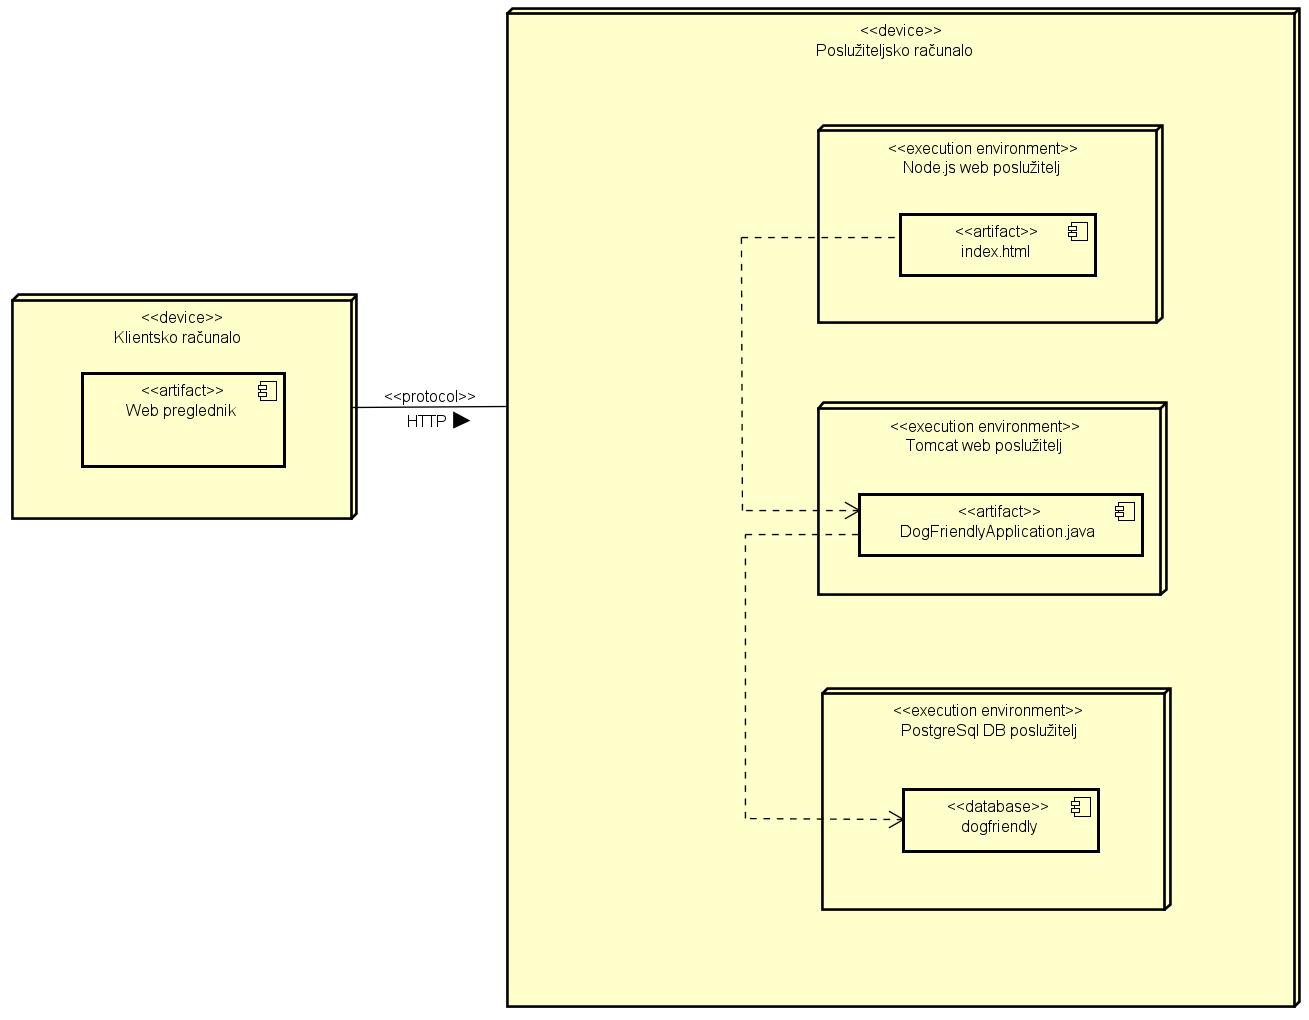 <<device>>
Poslužiteljsko računalo
<<execution environment>>
Node.js web poslužitelj
<<artifact>>
index.html
<<device>>
Klientsko računalo
<<artifact>>
Web preglednik
<<protocol>>
HTTP
<<execution environment>>
Tomcat web poslužitelj
<<artifact>>
DogFriendlyApplication.java
<<execution environment>>
PostgreSql DB poslužitelj
<<database>>
dogfriendly